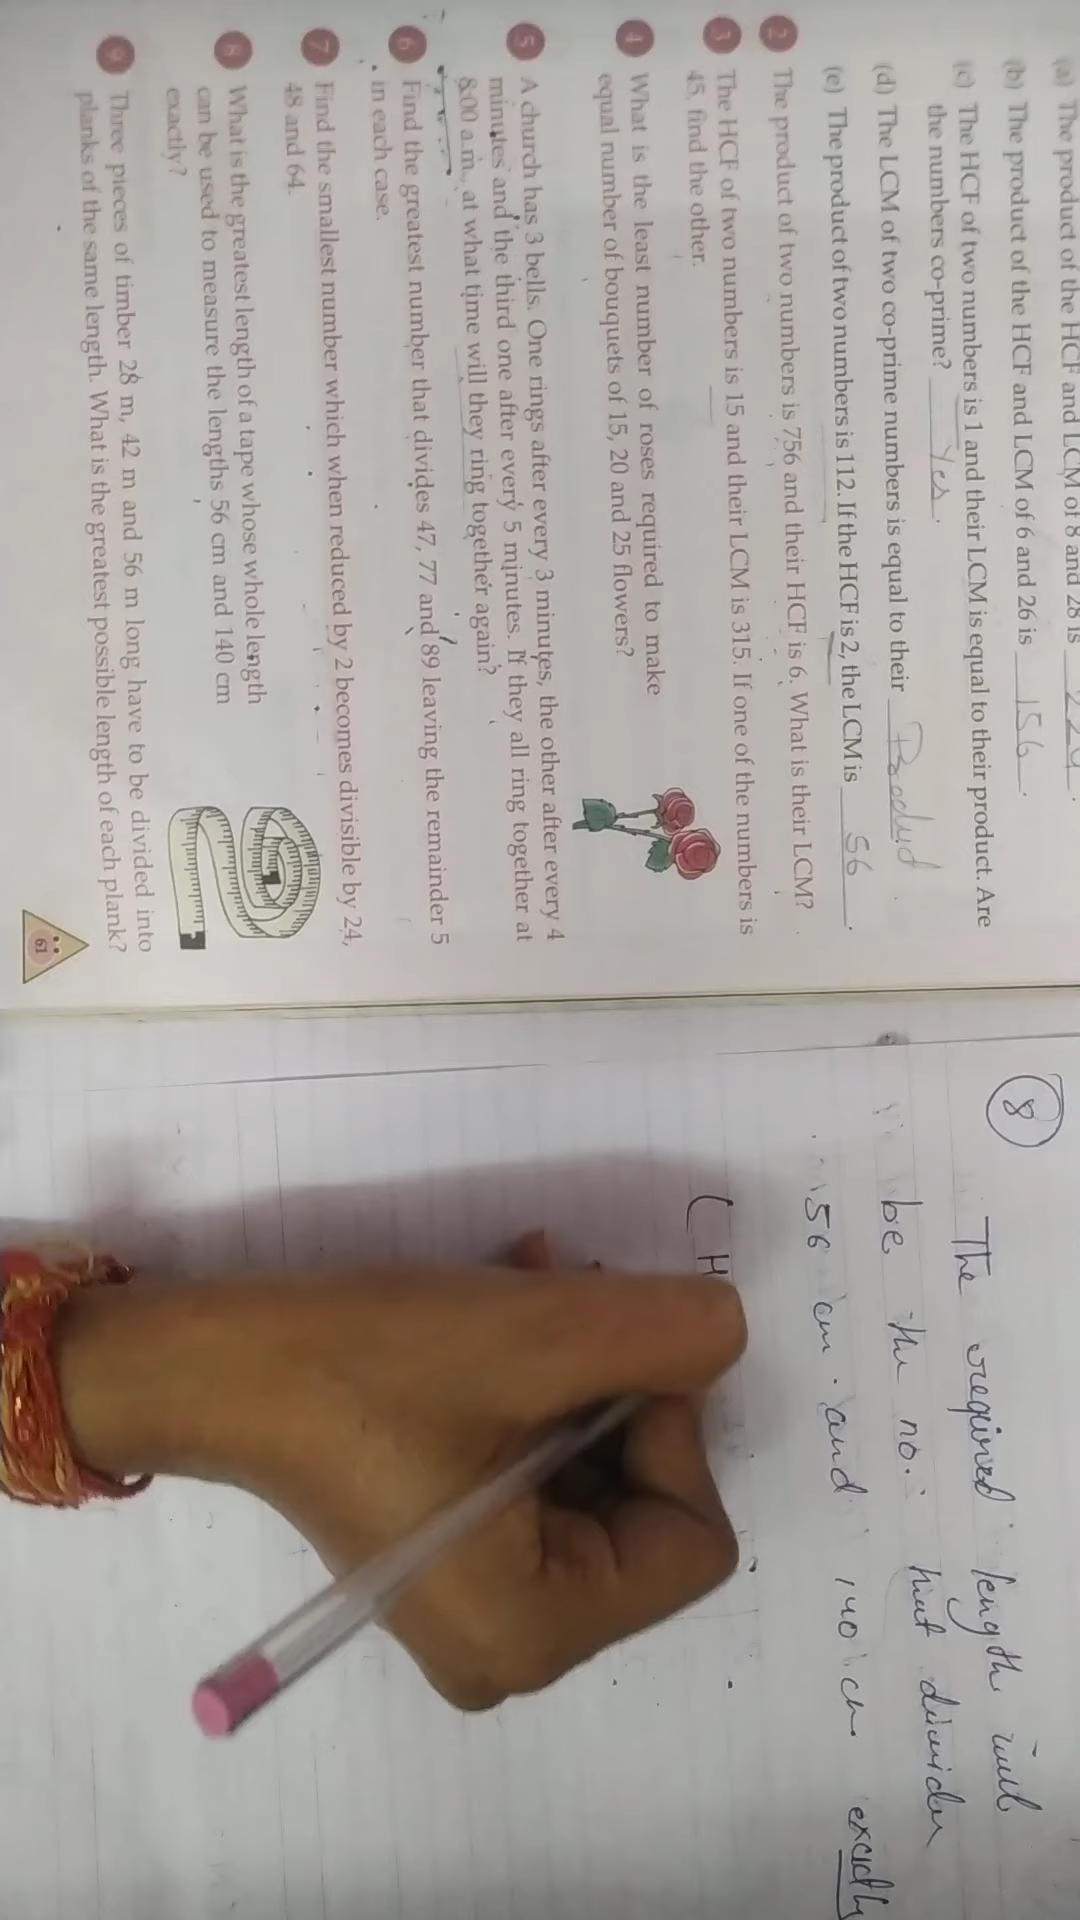 (a) The product of the HCF and LCM of 8 and 28 is 224.
(b) The product of the HCF and LCM of 6 and 26 is 156.
(c) The HCF of two numbers is 1 and their LCM is equal to their product. Are
the numbers co-prime? Yes.
(d) The LCM of two co-prime numbers is equal to their Product.
(e) The product of two numbers is 112. If the HCF is 2, the LCM is 56.
2 The product of two numbers is 756 and their HCF is 6. What is their LCM?
3 The HCF of two numbers is 15 and their LCM is 315. If one of the numbers is
45, find the other.
4 What is the least number of roses required to make
equal number of bouquets of 15, 20 and 25 flowers?
5 A church has 3 bells. One rings after every 3 minutes, the other after every 4
minutes and the third one after every 5 minutes. If they all ring together at
8:00 a.m., at what time will they ring together again?
6 Find the greatest number that divides 47, 77 and 89 leaving the remainder 5
in each case.
7 Find the smallest number which when reduced by 2 becomes divisible by 24,
48 and 64.
8 What is the greatest length of a tape whose whole length
can be used to measure the lengths 56 cm and 140 cm
exactly?
9 Three pieces of timber 28 m, 42 m and 56 m long have to be divided into
planks of the same length. What is the greatest possible length of each plank?
61
8 The required length will
be the no. that divides
56 cm and 140 cm exactly
(H